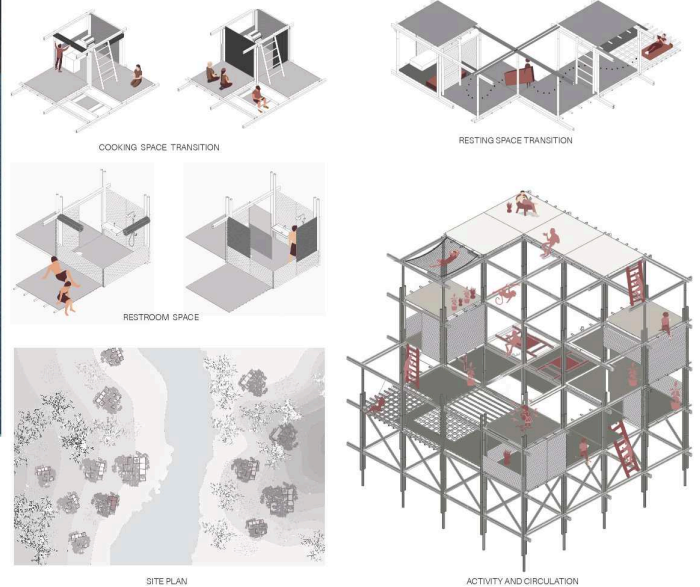 COOKING SPACE TRANSITION
RESTING SPACE TRANSITION
RESTROOM SPACE
SITE PLAN
ACTIVITY AND CIRCULATION